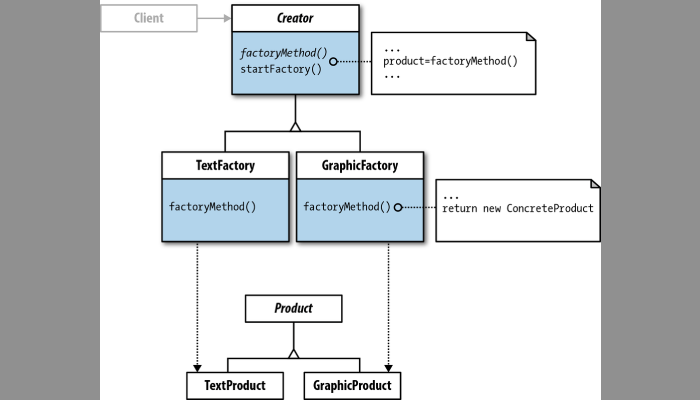 Client
Creator
factoryMethod()
startFactory()
...
product=factoryMethod()
...
TextFactory
GraphicFactory
factoryMethod()
factoryMethod()
...
return new ConcreteProduct
Product
TextProduct
GraphicProduct